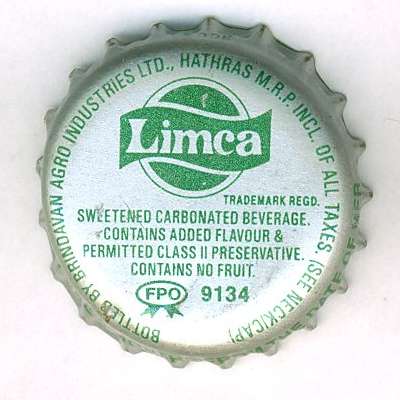 BOTTLED BY BRINDAVAN AGRO INDUSTRIES LTD., HATHRAS M.R.P. INCL. OF ALL TAXES, (SEE NECK/CAP)
Limca
TRADEMARK REGD.
SWEETENED CARBONATED BEVERAGE.
CONTAINS ADDED FLAVOUR &
PERMITTED CLASS II PRESERVATIVE.
CONTAINS NO FRUIT.
FPO 9134